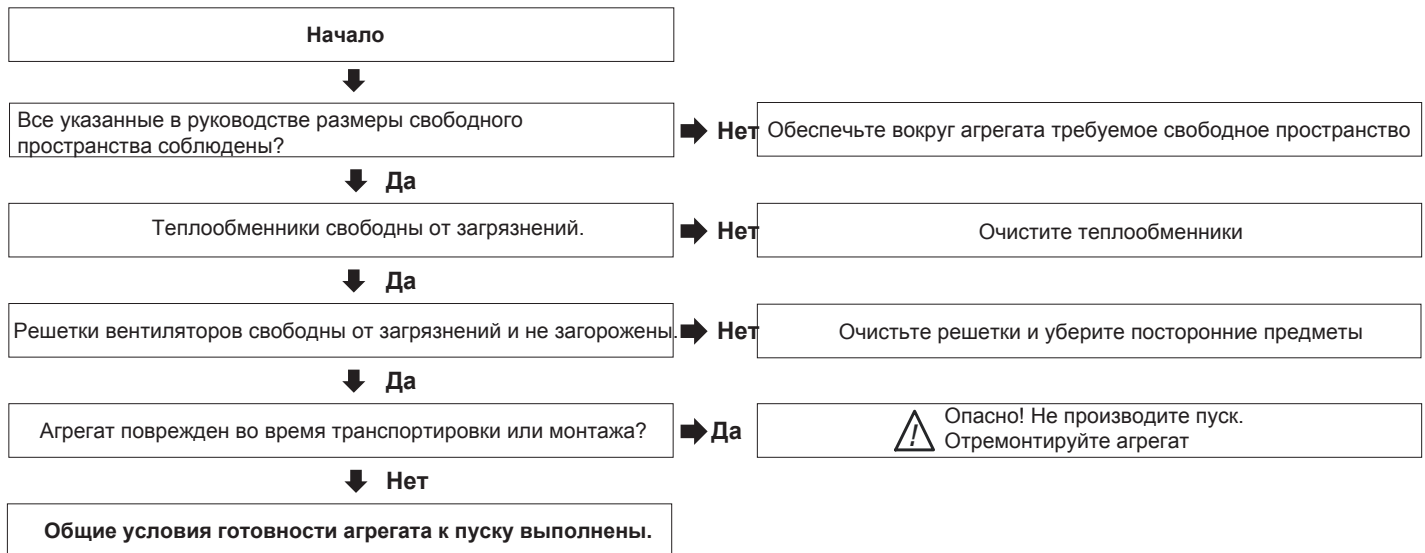 Начало
Все указанные в руководстве размеры свободного
пространства соблюдены?
Нет
Обеспечьте вокруг агрегата требуемое свободное пространство
Да
Теплообменники свободны от загрязнений.
Нет
Очистите теплообменники
Да
Решетки вентиляторов свободны от загрязнений и не загорожены.
Нет
Очистьте решетки и уберите посторонние предметы
Да
Агрегат поврежден во время транспортировки или монтажа?
Да
Опасно! Не производите пуск.
Отремонтируйте агрегат
Нет
Общие условия готовности агрегата к пуску выполнены.